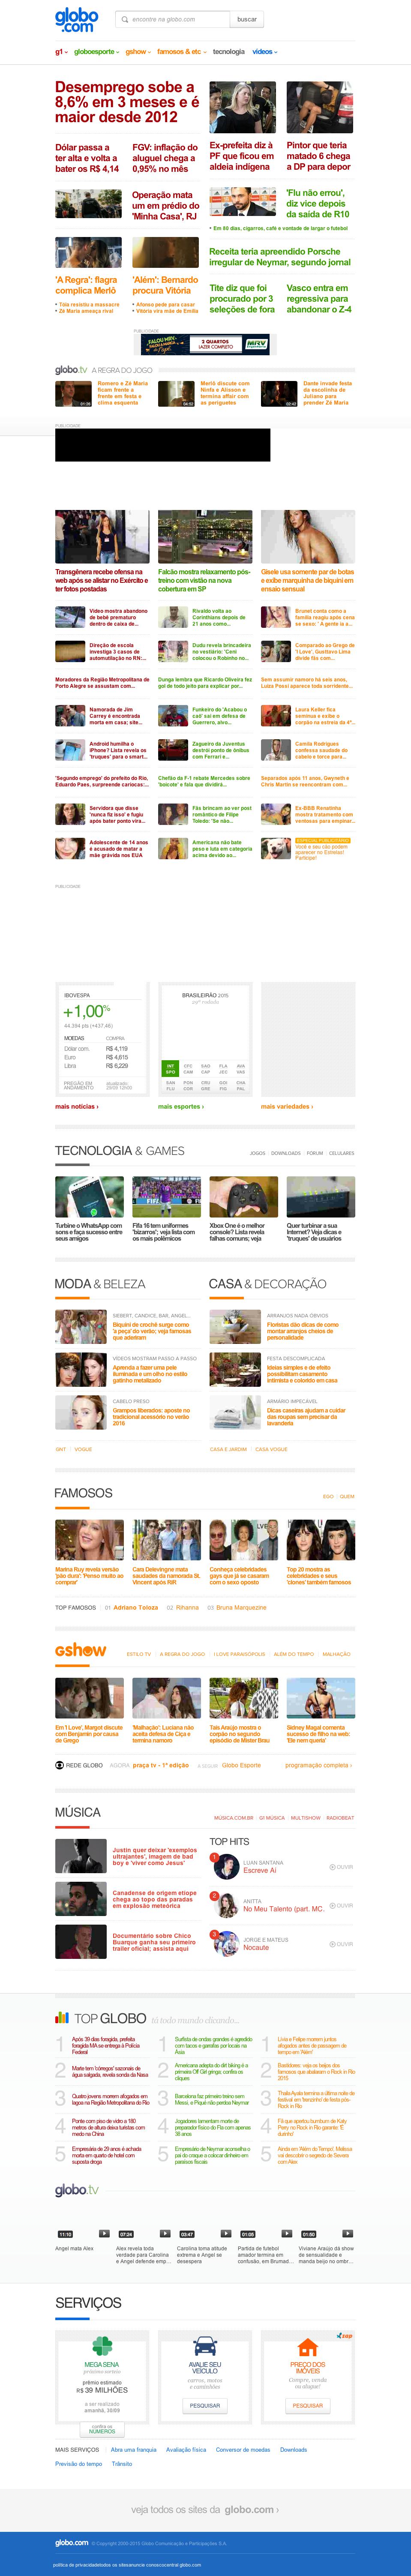 globo
.com
encontre na globo.com
buscar
g1
globoesporte
gshow
famosos & etc
tecnologia
vídeos
Desemprego sobe a
8,6% em 3 meses e é
maior desde 2012
Dólar passa a
ter alta e volta a
bater os R$ 4,14
FGV: inflação do
aluguel chega a
0,95% no mês
Operação mata
um em prédio do
'Minha Casa', RJ
'A Regra': flagra
complica Merlô
Tóia resistiu a massacre
Zé Maria ameaça rival
'Além': Bernardo
procura Vitória
Afonso pede para casar
Vitória vira mãe de Emília
Ex-prefeita diz à
PF que ficou em
aldeia indígena
Pintor que teria
matado 6 chega
a DP para depor
'Flu não errou',
diz vice depois
da saída de R10
Em 80 dias, cigarros, café e vontade de largar o futebol
Receita teria apreendido Porsche
irregular de Neymar, segundo jornal
Tite diz que foi
procurado por 3
seleções de fora
Vasco entra em
regressiva para
abandonar o Z-4
PUBLICIDADE
2 QUARTOS
LAZER COMPLETO
MRV
globo.tv A REGRA DO JOGO
Romero e Zé Maria
ficam frente a
frente em festa e
clima esquenta
Merlô discute com
Ninfa e Alisson e
termina affair com
as periguetes
Dante invade festa
da escolinha de
Juliano para
prender Zé Maria
PUBLICIDADE
Transgênera recebe ofensa na
web após se alistar no Exército e
ter fotos postadas
Falcão mostra relaxamento pós-
treino com vistão na nova
cobertura em SP
Gisele usa somente par de botas
e exibe marquinha de biquíni em
ensaio sensual
Vídeo mostra abandono
de bebê prematuro
dentro de caixa de...
Rivaldo volta ao
Corinthians depois de
21 anos como...
Brunet conta como a
família reagiu após cena
de sexo: ' A gente ia a...
Direção de escola
investiga 3 casos de
automutilação no RN:...
Dudu revela brincadeira
no vestiário: 'Ceni
colocou o Robinho no...
Comparado ao Grego de
'I Love', Gusttavo Lima
divide fãs com...
Moradores da Região Metropolitana de
Porto Alegre se assustam com...
Dunga lembra que Ricardo Oliveira fez
gol de todo jeito para explicar por...
Sem assumir namoro há seis anos,
Luiza Possi aparece toda sorridente...
Namorada de Jim
Carrey é encontrada
morta em casa; site...
Funkeiro do 'Acabou o
caô' sai em defesa de
Guerrero, alvo...
Laura Keller fica
seminua e exibe o
corpão na estreia da 4ª...
Android humilha o
iPhone? Lista revela os
'truques' para o smart...
Zagueiro da Juventus
destrói ponto de ônibus
com Ferrari e...
Camila Rodrigues
confessa saudade do
cabelo e torce para...
'Segundo emprego' do prefeito do Rio,
Eduardo Paes, surpreende cariocas:...
Chefão da F-1 rebate Mercedes sobre
'boicote' e fala que dividirá...
Separados após 11 anos, Gwyneth e
Chris Martin se reencontram com...
Servidora que disse
'nunca fiz isso' e fugiu
após bater ponto vira...
Fãs brincam ao ver post
romântico de Filipe
Toledo: 'Se não...
Ex-BBB Renatinha
mostra tratamento com
ventosas para empinar...
Adolescente de 14 anos
é acusado de matar a
mãe grávida nos EUA
Americana não bate
peso e luta em categoria
acima devido ao...
ESPECIAL PUBLICITÁRIO
Você e seu cão podem
aparecer no Estrelas!
Participe!
PUBLICIDADE
IBOVESPA
+1,00%
44.394 pts (+437,46)
MOEDAS COMPRA
Dólar com. R$ 4,119
Euro R$ 4,615
Libra R$ 6,229
PREGÃO EM
ANDAMENTO
atualizado:
29/09 12h00
BRASILEIRÃO 2015
28ª rodada
INT CFC SAO FLA AVA
SPO CAM CAP JEC VAS
SAN PON CRU GOI CHA
FLU COR GRE FIG PAL
mais notícias ›
mais esportes ›
mais variedades ›
TECNOLOGIA & GAMES
JOGOS DOWNLOADS FÓRUM CELULARES
Turbine o WhatsApp com
sons e faça sucesso entre
seus amigos
Fifa 16 tem uniformes
'bizarros'; veja lista com
os mais polêmicos
Xbox One é o melhor
console? Lista revela
falhas comuns; veja
Quer turbinar a sua
Internet? Veja dicas e
'truques' de usuários
MODA & BELEZA
SIEBERT, CANDICE, BAR, ANGEL...
Biquíni de crochê surge como
'a peça' do verão; veja famosas
que aderiram
VÍDEOS MOSTRAM PASSO A PASSO
Aprenda a fazer uma pele
iluminada e um olho no estilo
gatinho metalizado
CABELO PRESO
Grampos liberados: aposte no
tradicional acessório no verão
2016
GNT VOGUE
CASA & DECORAÇÃO
ARRANJOS NADA ÓBVIOS
Floristas dão dicas de como
montar arranjos cheios de
personalidade
FESTA DESCOMPLICADA
Ideias simples e de efeito
possibilitam casamento
intimista e colorido em casa
ARMÁRIO IMPECÁVEL
Dicas caseiras ajudam a cuidar
das roupas sem precisar da
lavanderia
CASA E JARDIM CASA VOGUE
FAMOSOS
EGO QUEM
Marina Ruy revela versão
'pão dura': 'Penso muito ao
comprar'
Cara Delevingne mata
saudades da namorada St.
Vincent após RiR
Conheça celebridades
gays que já se casaram
com o sexo oposto
Top 20 mostra as
celebridades e seus
'clones' também famosos
TOP FAMOSOS 01 Adriano Toloza 02 Rihanna 03 Bruna Marquezine
gshow
ESTILO TV A REGRA DO JOGO I LOVE PARAISÓPOLIS ALÉM DO TEMPO MALHAÇÃO
Em 'I Love', Margot discute
com Benjamin por causa
de Grego
'Malhação': Luciana não
aceita defesa de Ciça e
termina namoro
Taís Araújo mostra o
corpão no segundo
episódio de Mister Brau
Sidney Magal comenta
sucesso de filho na web:
'Ele nem queria'
REDE GLOBO AGORA praça tv - 1ª edição A SEGUIR Globo Esporte programação completa ›
MÚSICA
MÚSICA.COM.BR G1 MÚSICA MULTISHOW RADIOBEAT
Justin quer deixar 'exemplos
ultrajantes', imagem de bad
boy e 'viver como Jesus'
Canadense de origem etíope
chega ao topo das paradas
em explosão meteórica
Documentário sobre Chico
Buarque ganha seu primeiro
trailer oficial; assista aqui
TOP HITS
1
LUAN SANTANA
Escreve Aí
OUVIR
2
ANITTA
No Meu Talento (part. MC.
OUVIR
3
JORGE E MATEUS
Nocaute
OUVIR
TOP GLOBO tá todo mundo clicando...
1 Após 39 dias foragida, prefeita
foragida MA se entrega à Polícia
Federal
2 Marte tem 'córregos' sazonais de
água salgada, revela sonda da Nasa
3 Quatro jovens morrem afogados em
lagoa na Região Metropolitana do Rio
4 Ponte com piso de vidro a 180
metros de altura deixa turistas com
medo na China
5 Empresária de 29 anos é achada
morta em quarto de hotel com
suposta droga
1 Surfista de ondas grandes é agredido
com tacos e garrafas por locais na
Ásia
2 Americana adepta do dirt biking é a
primeira Off Girl gringa; confira os
cliques
3 Barcelona faz primeiro treino sem
Messi, e Piqué não perdoa Neymar
4 Jogadores lamentam morte de
preparador físico do Fla com apenas
38 anos
5 Empresário de Neymar aconselha o
pai do craque a colocar dinheiro em
paraísos fiscais
1 Lívia e Felipe morrem juntos
afogados antes de passagem de
tempo em 'Além'
2 Bastidores: veja os beijos dos
famosos que abalaram o Rock in Rio
2015
3 Thaila Ayala termina a última noite de
festival em 'trenzinho' de festa pós-
Rock in Rio
4 Fã que apertou bumbum de Katy
Perry no Rock in Rio garante: 'É
durinho'
5 Ainda em 'Além do Tempo', Melissa
vai descobrir o segredo de Severa
com Alex
globo.tv
11:10
07:24
03:47
01:05
01:50
Angel mata Alex
Alex revela toda
verdade para Carolina
e Angel defende emp...
Carolina toma atitude
extrema e Angel se
desespera
Partida de futebol
amador termina em
confusão, em Brumad...
Viviane Araújo dá show
de sensualidade e
manda beijo no ombr...
SERVIÇOS
MEGA SENA
próximo sorteio
prêmio estimado
R$ 39 MILHÕES
a ser realizado
amanhã, 30/09
confira os
NÚMEROS
AVALIE SEU
VEÍCULO
carros, motos
e caminhões
PESQUISAR
zap
PREÇO DOS
IMÓVEIS
Compre, venda
ou alugue!
PESQUISAR
MAIS SERVIÇOS Abra uma franquia Avaliação física Conversor de moedas Downloads
Previsão do tempo Trânsito
veja todos os sites da globo.com ›
globo.com © Copyright 2000-2015 Globo Comunicação e Participações S.A.
política de privacidadetodos os sitesanuncie conoscocentral globo.com